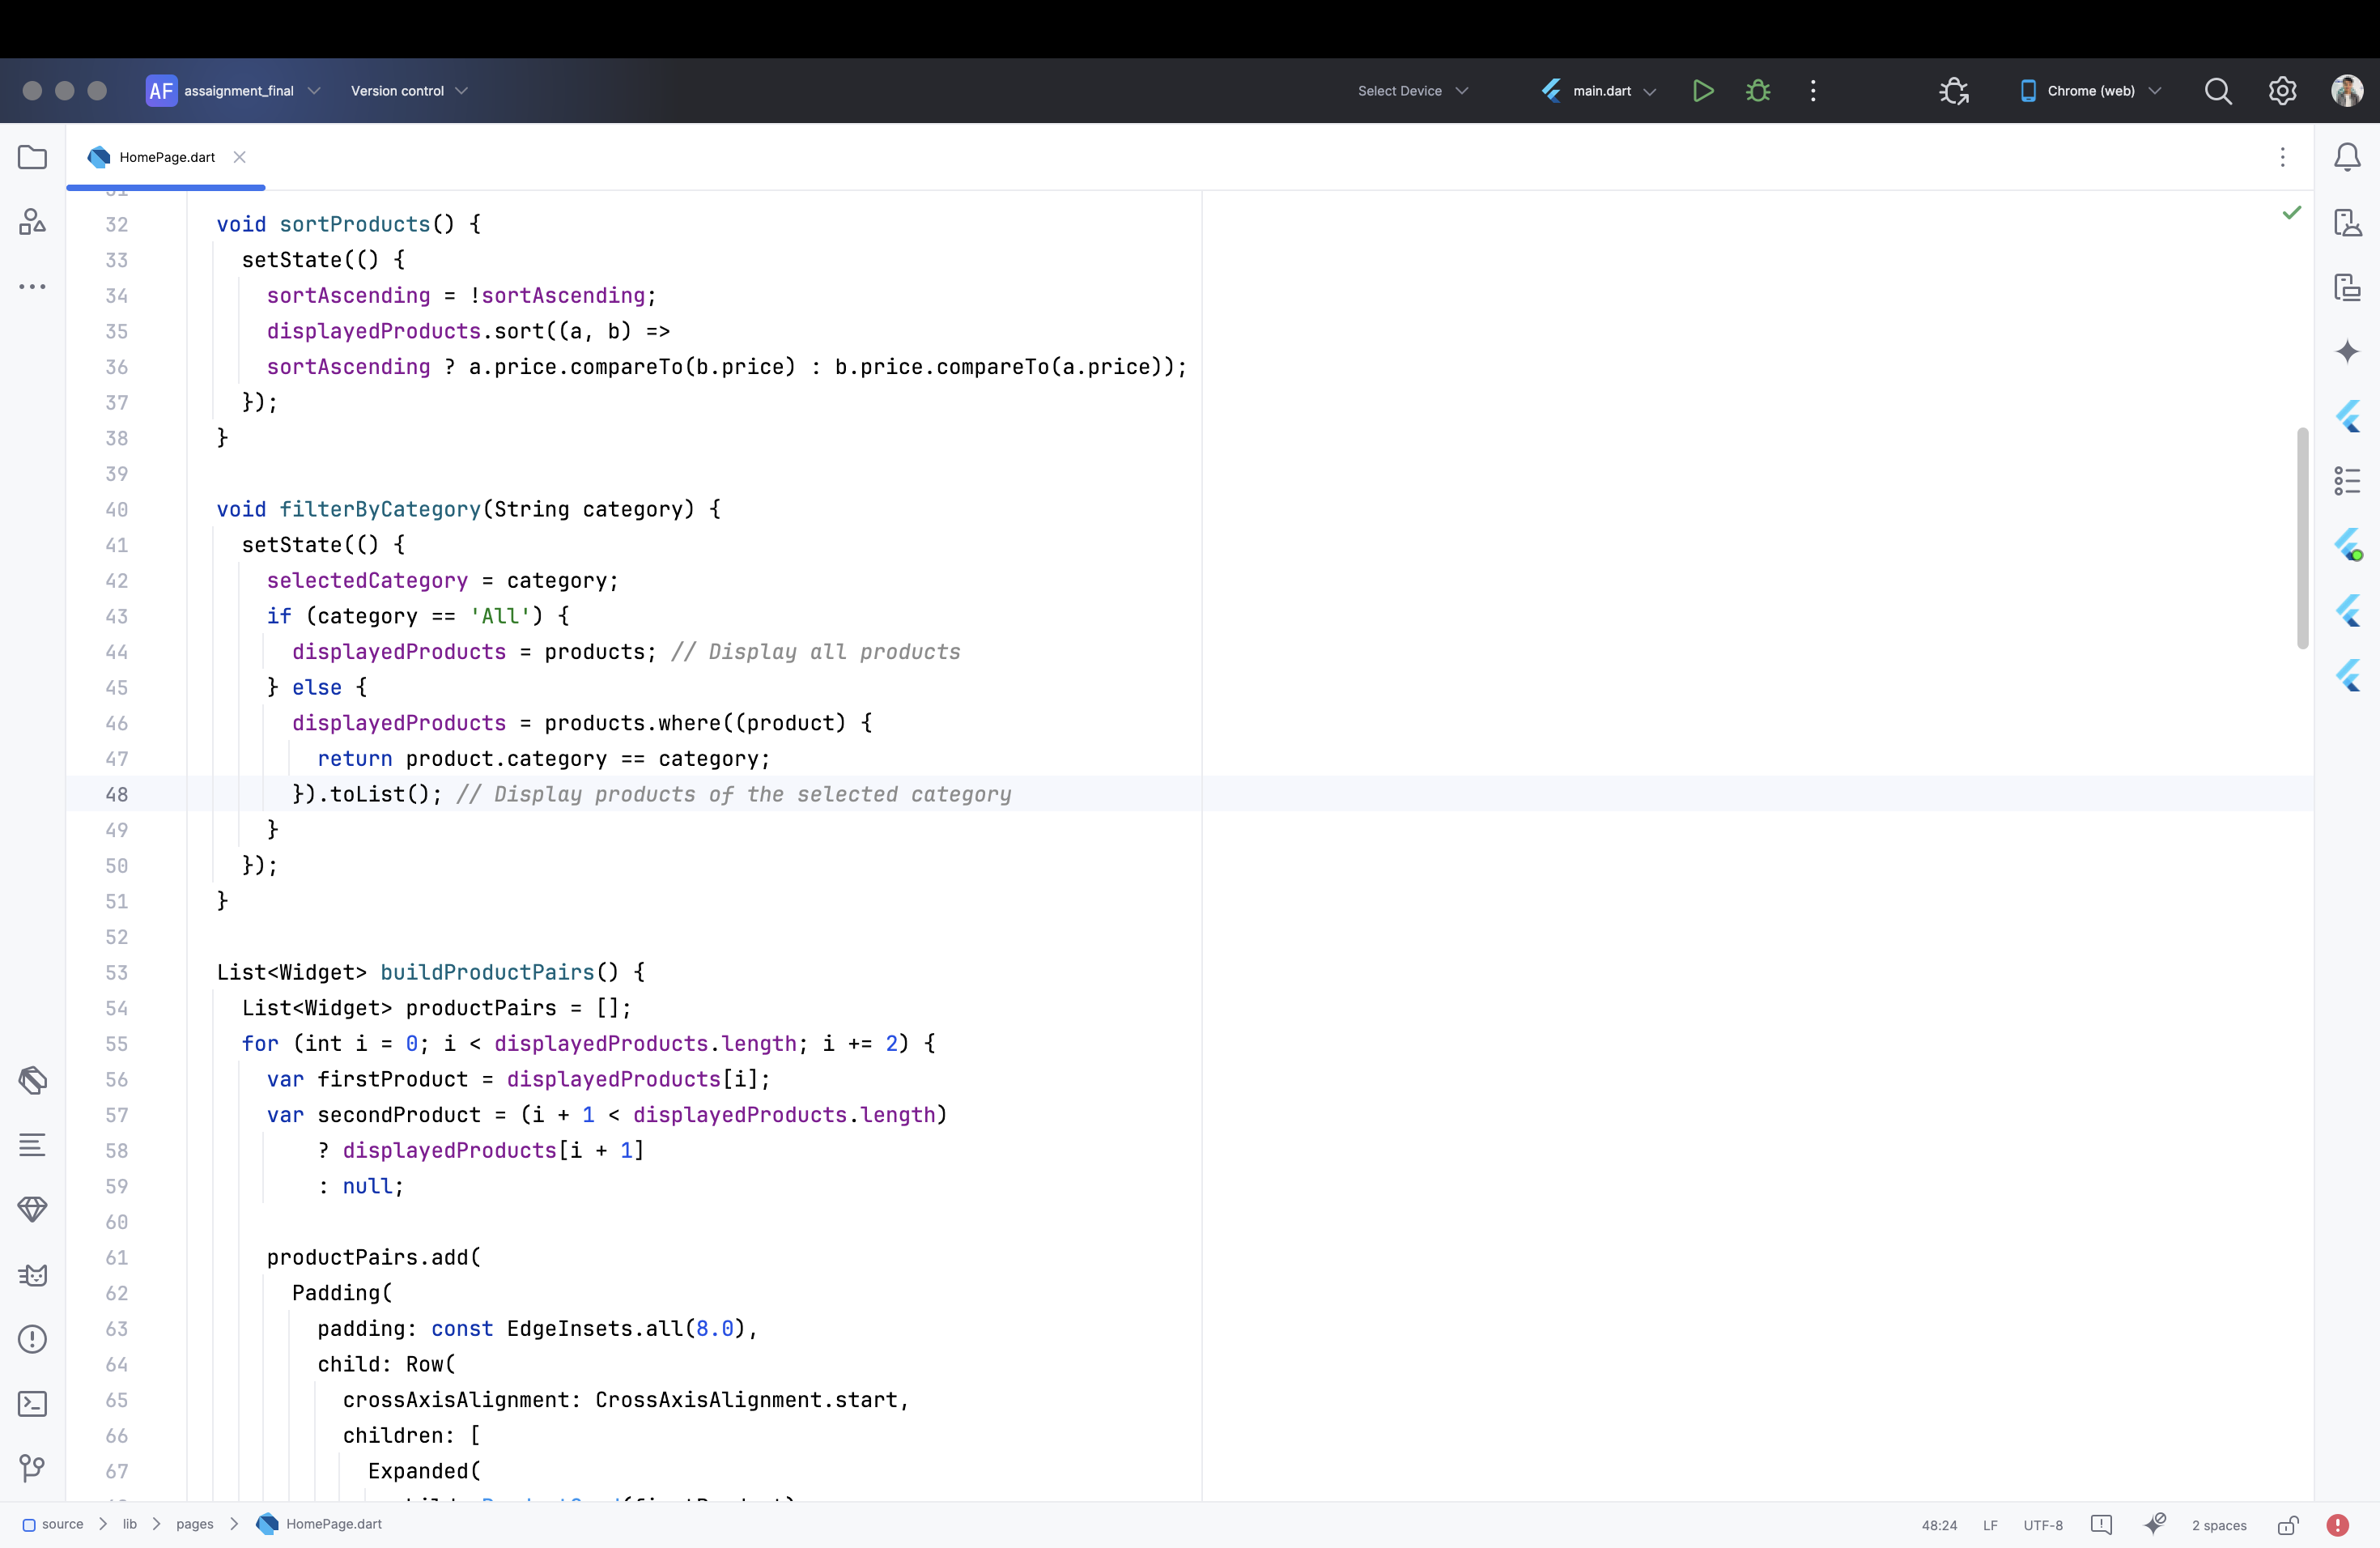 AF assaignment_final Version control Select Device main.dart Chrome (web)
HomePage.dart
31
32 void sortProducts() {
33 setState(() {
34 sortAscending = !sortAscending;
35 displayedProducts.sort((a, b) =>
36 sortAscending ? a.price.compareTo(b.price) : b.price.compareTo(a.price));
37 });
38 }
39
40 void filterByCategory(String category) {
41 setState(() {
42 selectedCategory = category;
43 if (category == 'All') {
44 displayedProducts = products; // Display all products
45 } else {
46 displayedProducts = products.where((product) {
47 return product.category == category;
48 }).toList(); // Display products of the selected category
49 }
50 });
51 }
52
53 List<Widget> buildProductPairs() {
54 List<Widget> productPairs = [];
55 for (int i = 0; i < displayedProducts.length; i += 2) {
56 var firstProduct = displayedProducts[i];
57 var secondProduct = (i + 1 < displayedProducts.length)
58 ? displayedProducts[i + 1]
59 : null;
60
61 productPairs.add(
62 Padding(
63 padding: const EdgeInsets.all(8.0),
64 child: Row(
65 crossAxisAlignment: CrossAxisAlignment.start,
66 children: [
67 Expanded(
source lib pages HomePage.dart 48:24 LF UTF-8 2 spaces